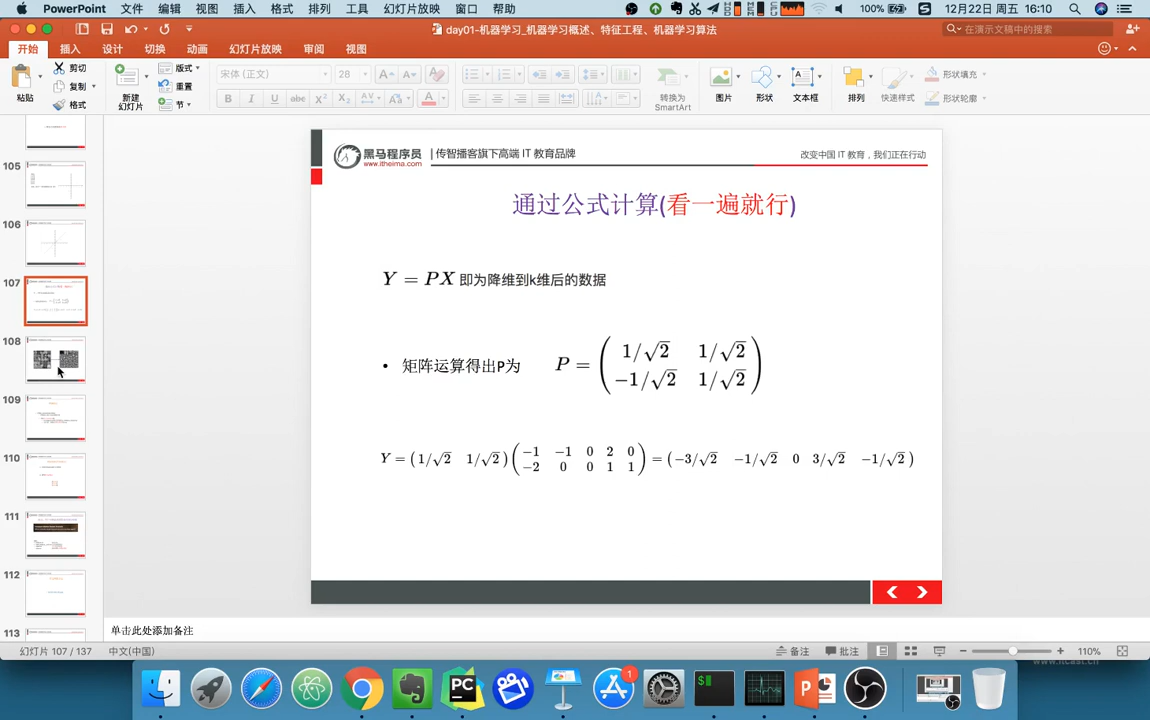 PowerPoint 文件 编辑 视图 插入 格式 排列 工具 幻灯片放映 窗口 帮助 100% 12月22日 周五 16:10
day01-机器学习_机器学习概述、特征工程、机器学习算法
在演示文稿中的搜索
开始 插入 设计 切换 动画 幻灯片放映 审阅 视图
粘贴 剪切 复制 格式
新建幻灯片 版式 重置 节
宋体 (正文) 28
B I U abc X² X₂ AV Aa A
转换为 SmartArt
图片 形状 文本框 排列 快速样式 形状填充 形状轮廓
105
106
107
108
109
110
111
112
113
黑马程序员 | 传智播客旗下高端 IT 教育品牌
www.itheima.com
改变中国 IT 教育，我们正在行动
通过公式计算(看一遍就行)
Y = PX 即为降维到k维后的数据
• 矩阵运算得出P为 P = ( 1/√2 1/√2
−1/√2 1/√2 )
Y = ( 1/√2 1/√2 ) ( −1 −1 0 2 0
−2 0 0 1 1 ) = ( −3/√2 −1/√2 0 3/√2 −1/√2 )
单击此处添加备注
幻灯片 107 / 137 中文(中国) 备注 批注 110%
www.itcast.cn
PC
1
$
P